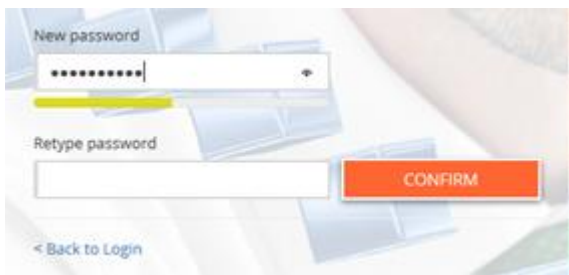 New password
••••••••••
Retype password
CONFIRM
< Back to Login